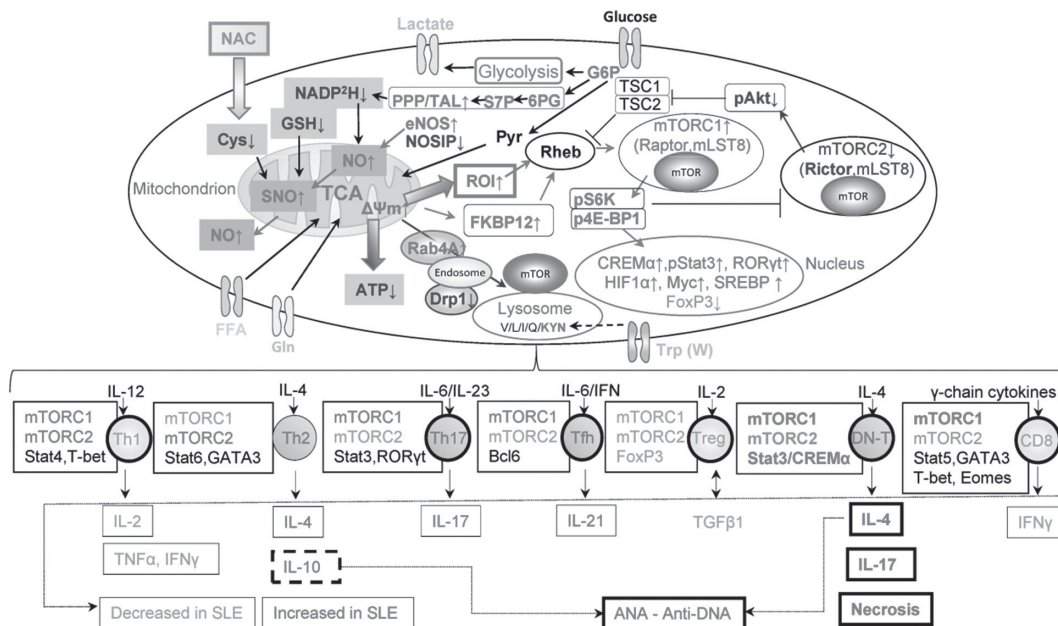 Lactate
Glucose
NAC
Glycolysis
G6P
NADP²H↓
PPP/TAL↑
S7P
6PG
TSC1
TSC2
pAkt↓
GSH↓
eNOS↑
NOSIP↓
Cys↓
Pyr
Rheb
mTORC1↑
(Raptor,mLST8)
mTOR
mTORC2↓
(Rictor,mLST8)
mTOR
NO↑
Mitochondrion
TCA
SNO↑
ΔΨm↑
ROI↑
pS6K
p4E-BP1
FKBP12↑
NO↑
Rab4A↑
Endosome
mTOR
CREMα↑,pStat3↑, RORγt↑
HIF1α↑, Myc↑, SREBP ↑
FoxP3↓
Nucleus
ATP↓
Drp1↓
Lysosome
V/L/I/Q/KYN
FFA
Gln
Trp (W)
IL-12
mTORC1
mTORC2
Stat4,T-bet
Th1
IL-4
mTORC1
mTORC2
Stat6,GATA3
Th2
IL-6/IL-23
mTORC1
mTORC2
Stat3,RORγt
Th17
IL-6/IFN
mTORC1
mTORC2
Bcl6
Tfh
IL-2
mTORC1
mTORC2
FoxP3
Treg
IL-4
mTORC1
mTORC2
Stat3/CREMα
DN-T
γ-chain cytokines
mTORC1
mTORC2
Stat5,GATA3
T-bet, Eomes
CD8
IL-2
IL-4
IL-17
IL-21
TGFβ1
IL-4
IFNγ
TNFα, IFNγ
IL-10
IL-17
Decreased in SLE
Increased in SLE
ANA - Anti-DNA
Necrosis